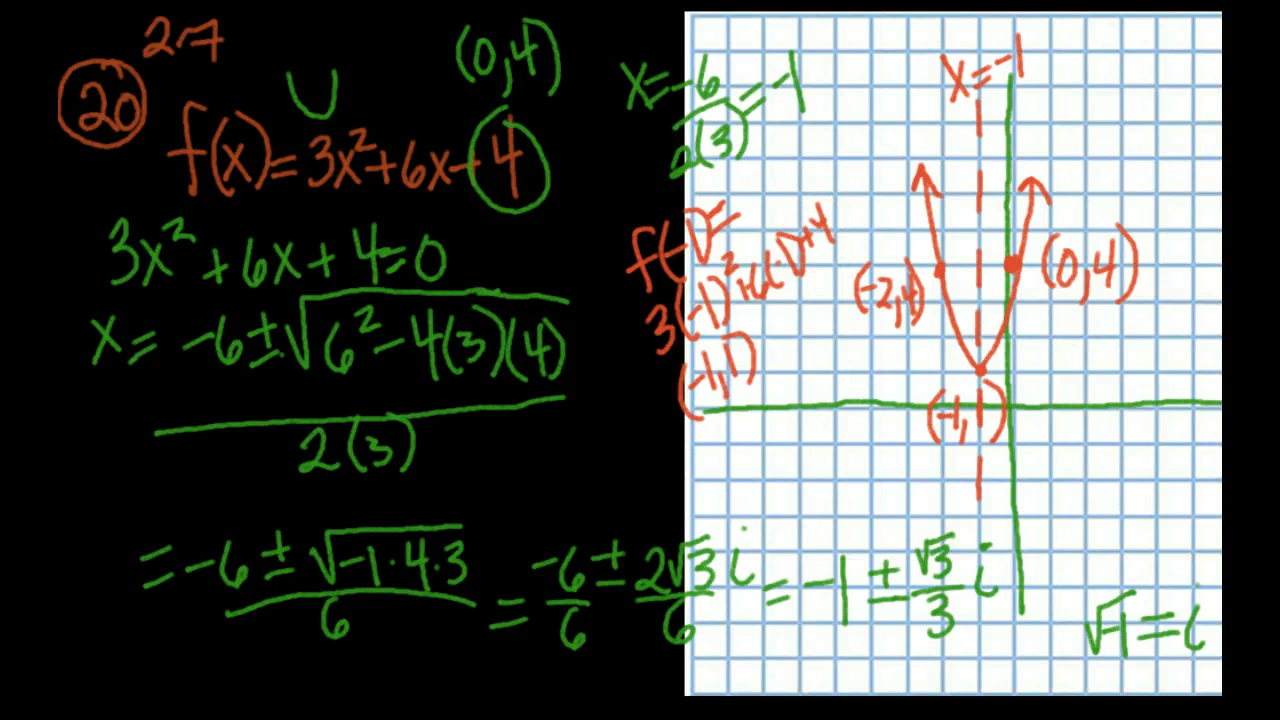 2-7
20
(0,4)
f(x)=3x²+6x+4
3x²+6x+4=0
x= -6±√6²-4(3)(4)
2(3)
= -6±√-1·4·3
6
= -6/6 ± 2√3 i/6 = -1 ± √3/3 i
x= -6/2(3) = -1
f(-1)=
3(-1)²+6(-1)+4
(-1,1)
x=-1
(-2,4)
(0,4)
(-1, )
√-1=i